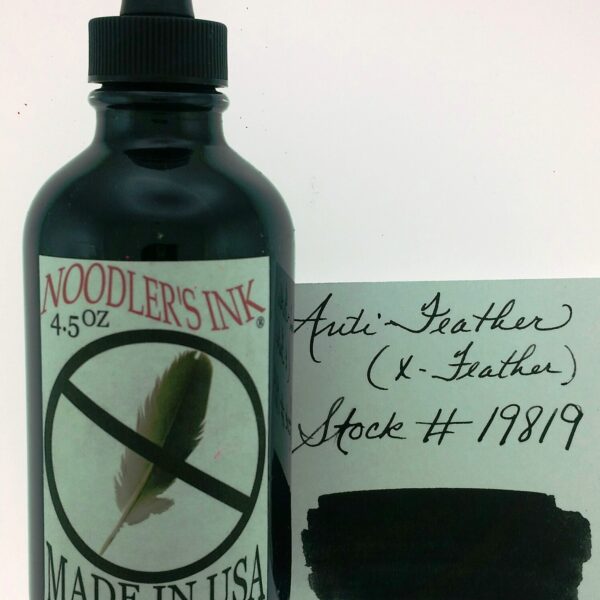 NOODLER'S INK ®
4.5 OZ
MADE IN USA
Anti-Feather
(X-Feather)
Stock # 19819